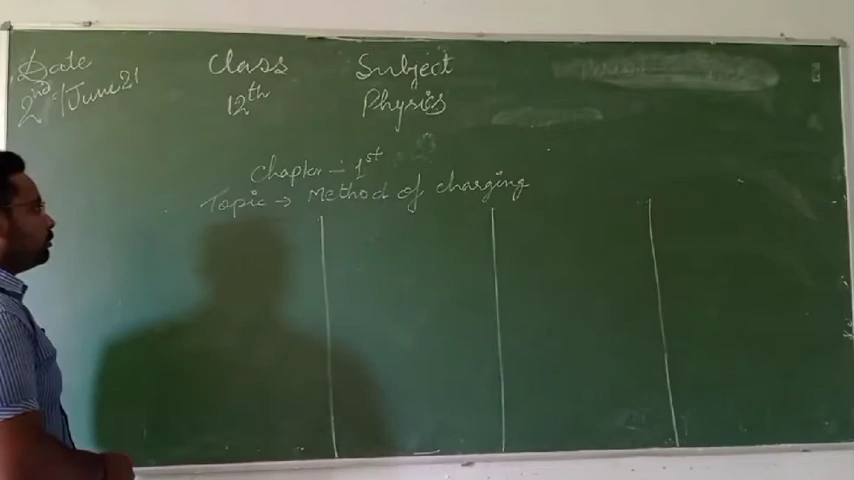 Date Class Subject
2nd/June21 12th Physics
Chapter ÷ 1st
Topic → Method of charging